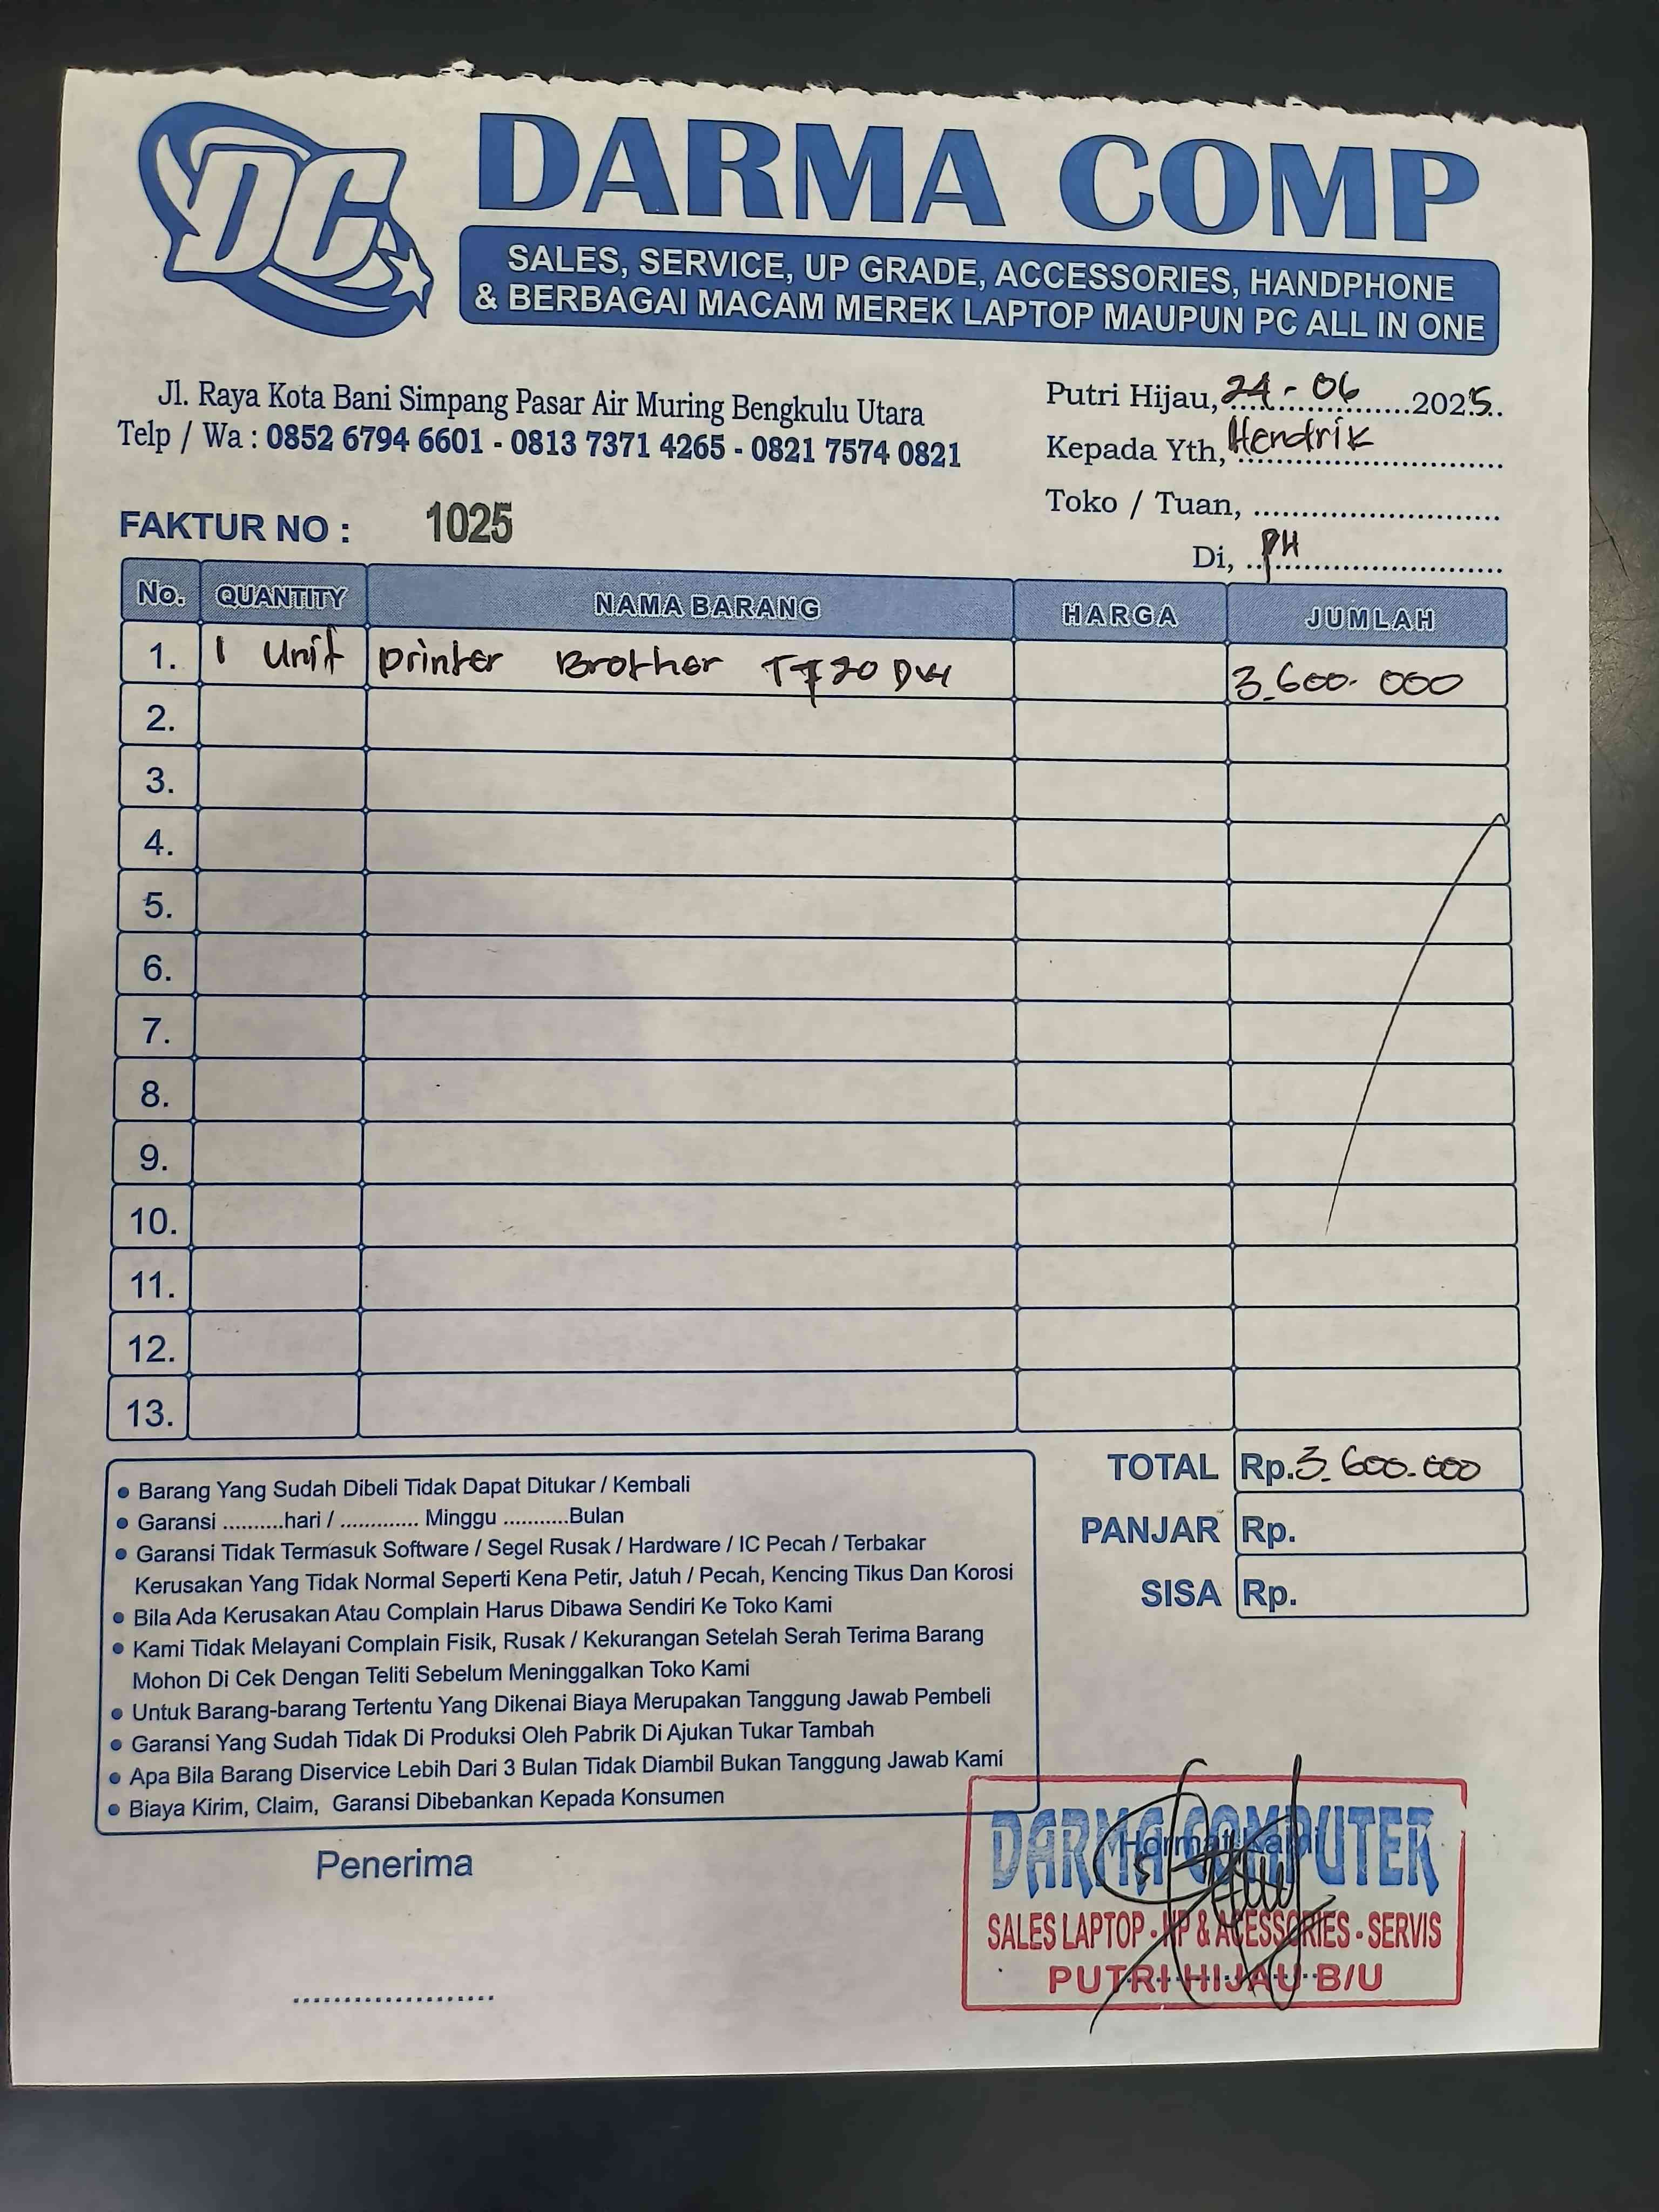 DC
DARMA COMP
SALES, SERVICE, UP GRADE, ACCESSORIES, HANDPHONE
& BERBAGAI MACAM MEREK LAPTOP MAUPUN PC ALL IN ONE
Jl. Raya Kota Bani Simpang Pasar Air Muring Bengkulu Utara
Telp / Wa : 0852 6794 6601 - 0813 7371 4265 - 0821 7574 0821
Putri Hijau, 24 - 06 2025
Kepada Yth, Hendrik
Toko / Tuan, ..........................
Di, PH
FAKTUR NO : 1025
No. QUANTITY NAMA BARANG HARGA JUMLAH
1. 1 Unit printer Brother T720 DW 3.600.000
2.
3.
4.
5.
6.
7.
8.
9.
10.
11.
12.
13.
TOTAL Rp. 3.600.000
PANJAR Rp.
SISA Rp.
• Barang Yang Sudah Dibeli Tidak Dapat Ditukar / Kembali
• Garansi ..........hari / ............. Minggu ...........Bulan
• Garansi Tidak Termasuk Software / Segel Rusak / Hardware / IC Pecah / Terbakar
Kerusakan Yang Tidak Normal Seperti Kena Petir, Jatuh / Pecah, Kencing Tikus Dan Korosi
• Bila Ada Kerusakan Atau Complain Harus Dibawa Sendiri Ke Toko Kami
• Kami Tidak Melayani Complain Fisik, Rusak / Kekurangan Setelah Serah Terima Barang
Mohon Di Cek Dengan Teliti Sebelum Meninggalkan Toko Kami
• Untuk Barang-barang Tertentu Yang Dikenai Biaya Merupakan Tanggung Jawab Pembeli
• Garansi Yang Sudah Tidak Di Produksi Oleh Pabrik Di Ajukan Tukar Tambah
• Apa Bila Barang Diservice Lebih Dari 3 Bulan Tidak Diambil Bukan Tanggung Jawab Kami
• Biaya Kirim, Claim, Garansi Dibebankan Kepada Konsumen
Penerima
Hormat Kami
DARMA COMPUTER
SALES LAPTOP - HP & ACESSORIES - SERVIS
PUTRI HIJAU B/U